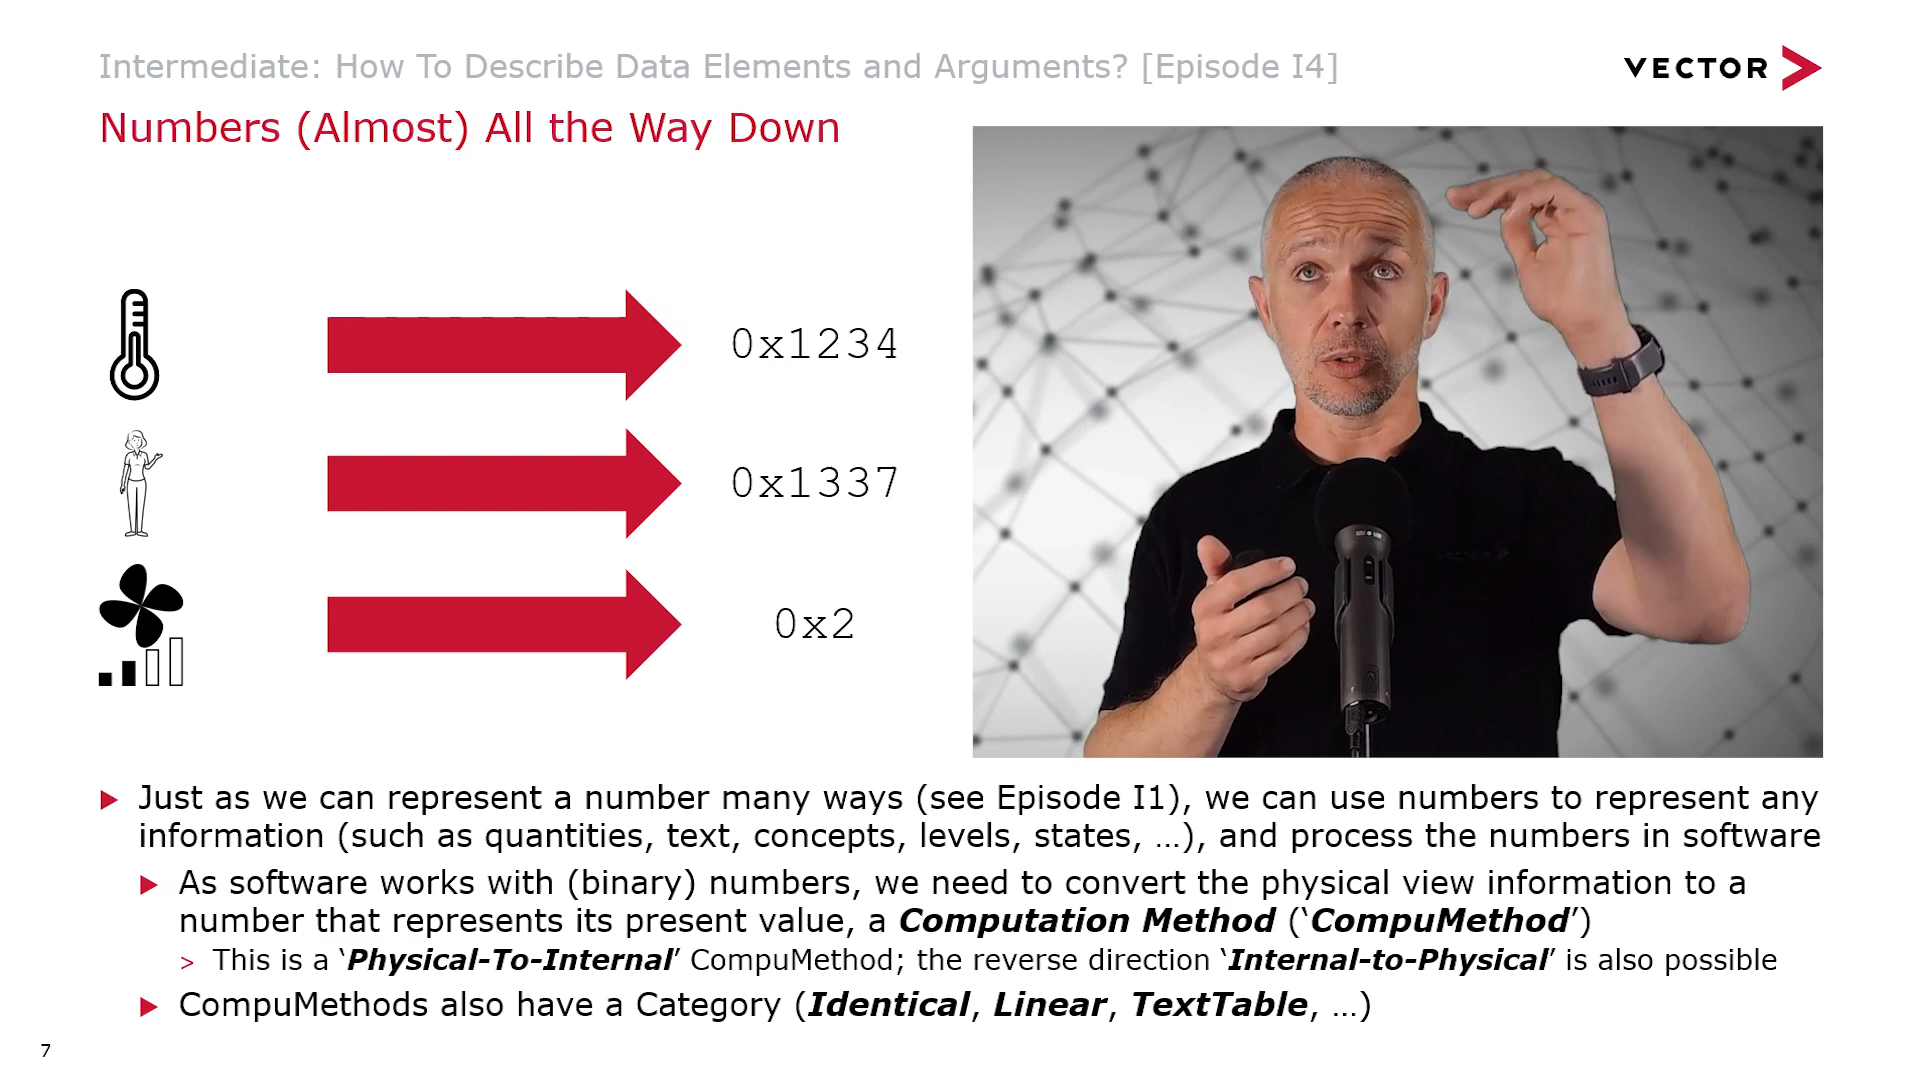 Intermediate: How To Describe Data Elements and Arguments? [Episode I4]
VECTOR
Numbers (Almost) All the Way Down
0x1234
0x1337
0x2
Just as we can represent a number many ways (see Episode I1), we can use numbers to represent any
information (such as quantities, text, concepts, levels, states, …), and process the numbers in software
As software works with (binary) numbers, we need to convert the physical view information to a
number that represents its present value, a Computation Method (‘CompuMethod’)
> This is a ‘Physical-To-Internal’ CompuMethod; the reverse direction ‘Internal-to-Physical’ is also possible
CompuMethods also have a Category (Identical, Linear, TextTable, …)
7